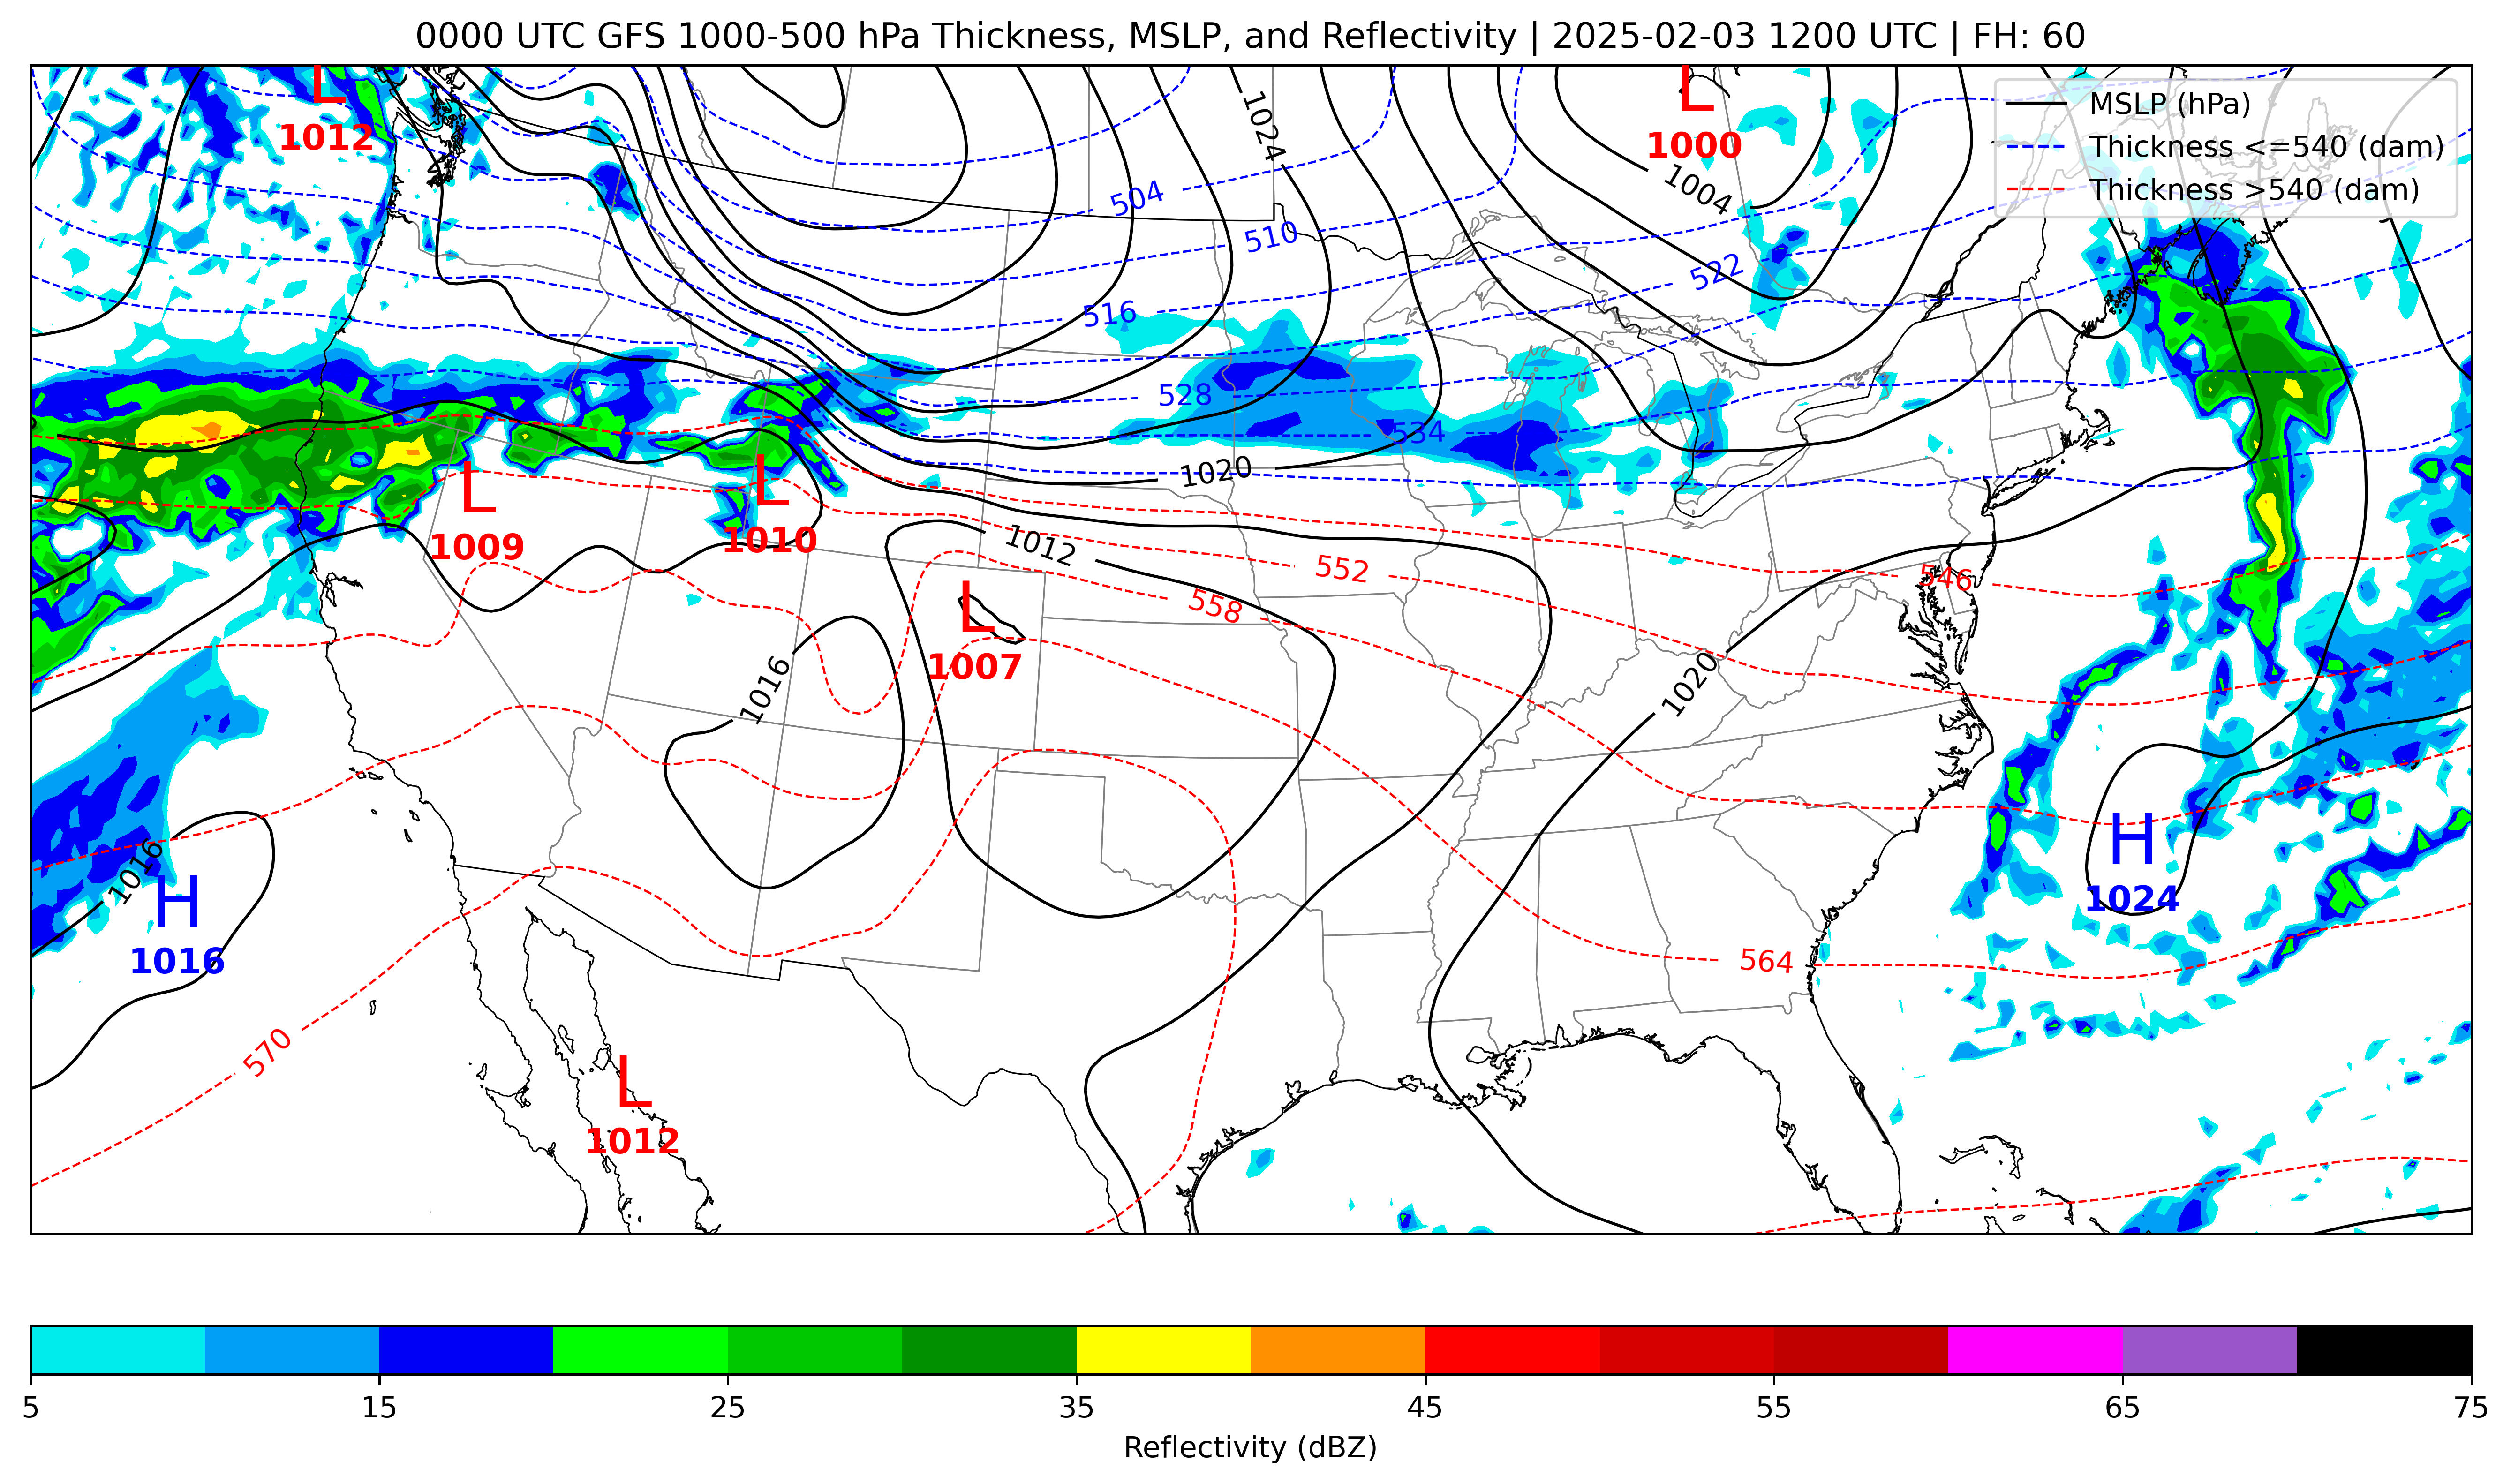 0000 UTC GFS 1000-500 hPa Thickness, MSLP, and Reflectivity | 2025-02-03 1200 UTC | FH: 60
MSLP (hPa)
Thickness <=540 (dam)
Thickness >540 (dam)
L
1012
L
1000
1024
1004
504
510
522
516
528
534
1020
L
1009
L
1010
1012
552
546
558
L
1007
1016
1020
1016
H
1016
H
1024
564
570
L
1012
5
15
25
35
45
55
65
75
Reflectivity (dBZ)